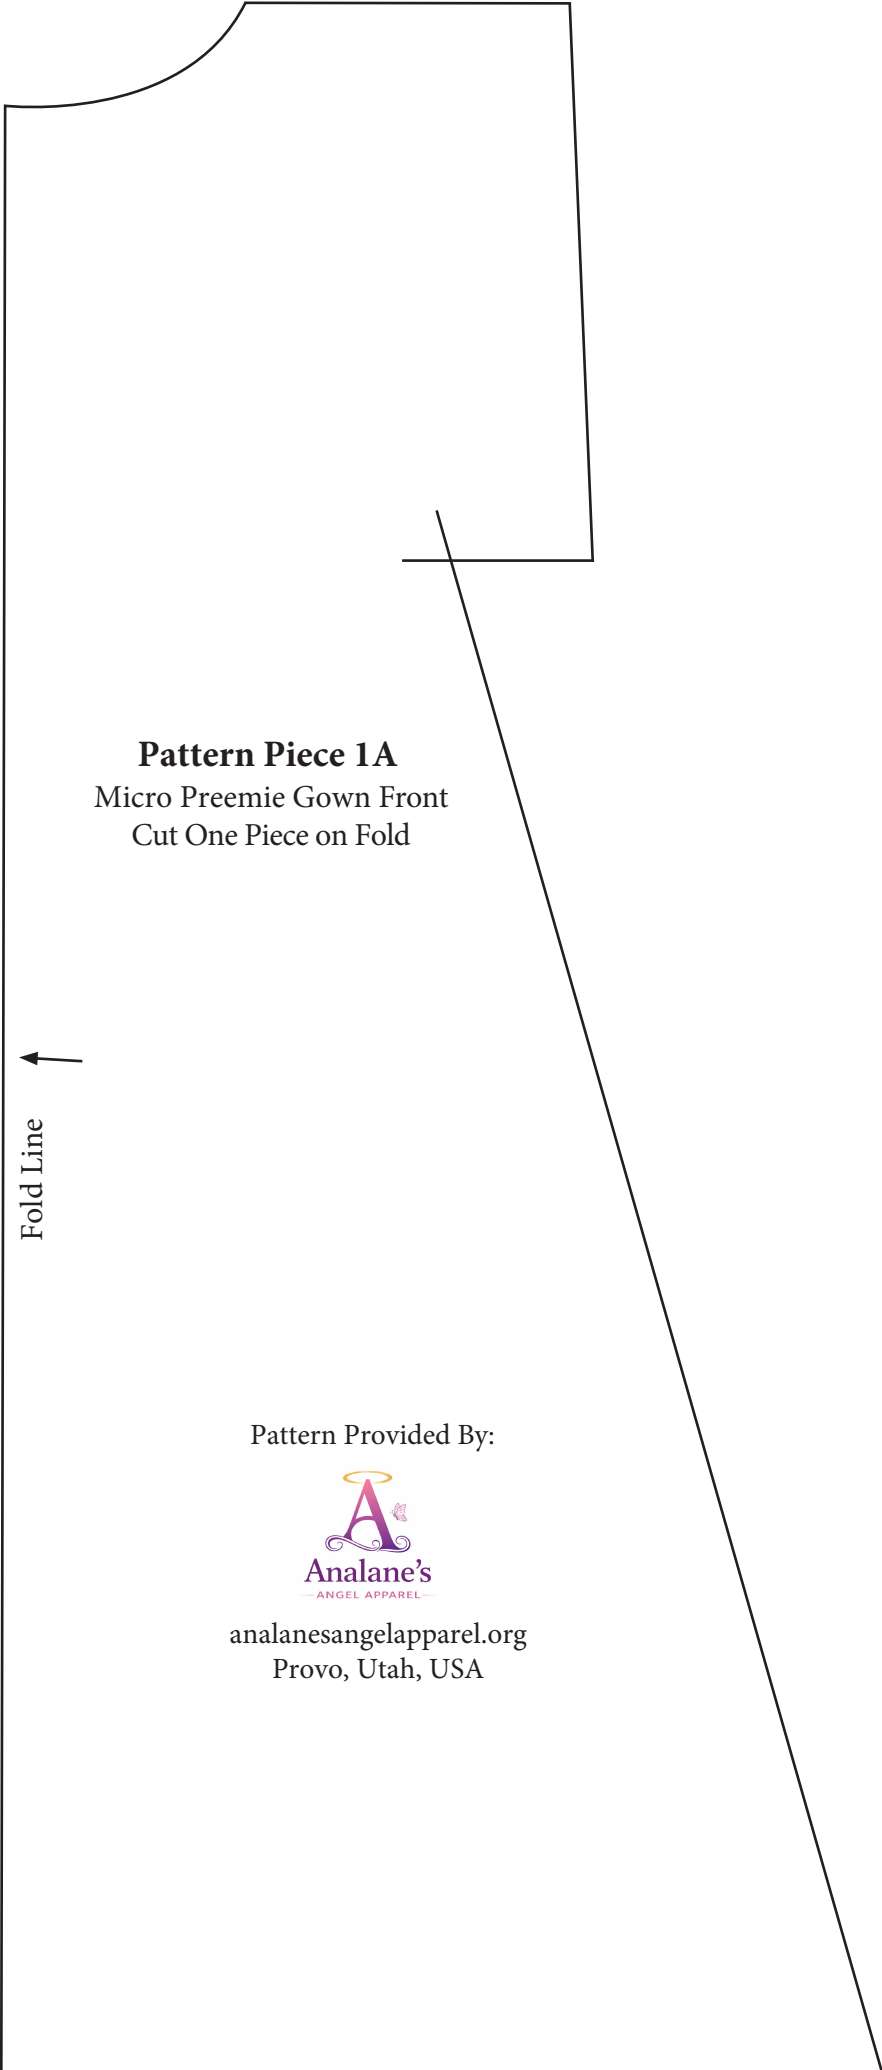 Pattern Piece 1A
Micro Preemie Gown Front
Cut One Piece on Fold
Fold Line
Pattern Provided By:
A
Analane's
ANGEL APPAREL
analanesangelapparel.org
Provo, Utah, USA